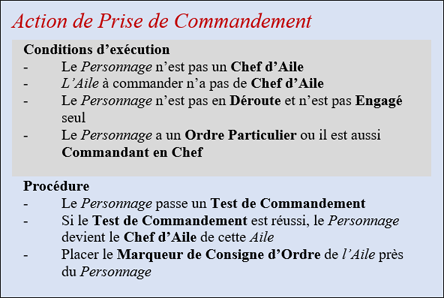 Action de Prise de Commandement
Conditions d’exécution
- Le Personnage n’est pas un Chef d’Aile
- L’Aile à commander n’a pas de Chef d’Aile
- Le Personnage n’est pas en Déroute et n’est pas Engagé
seul
- Le Personnage a un Ordre Particulier ou il est aussi
Commandant en Chef
Procédure
- Le Personnage passe un Test de Commandement
- Si le Test de Commandement est réussi, le Personnage
devient le Chef d’Aile de cette Aile
- Placer le Marqueur de Consigne d’Ordre de l’Aile près
du Personnage